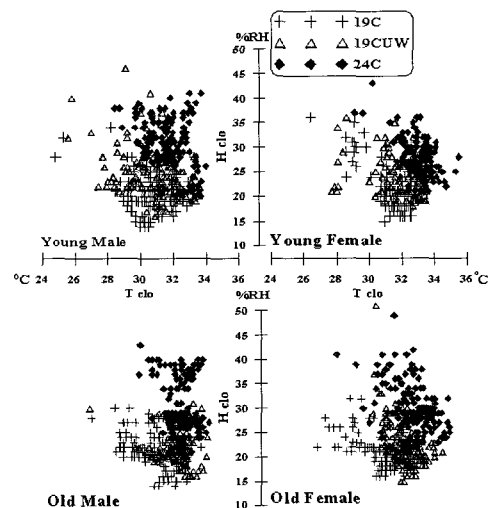 19C
19CUW
24C
%RH
50
45
40
35
30
25
20
15
10
H clo
Young Male
Young Female
°C
24 26 28 30 32 34 36
T clo
24 26 28 30 32 34 36
°C
T clo
%RH
50
45
40
35
30
25
20
15
10
H clo
Old Male
Old Female